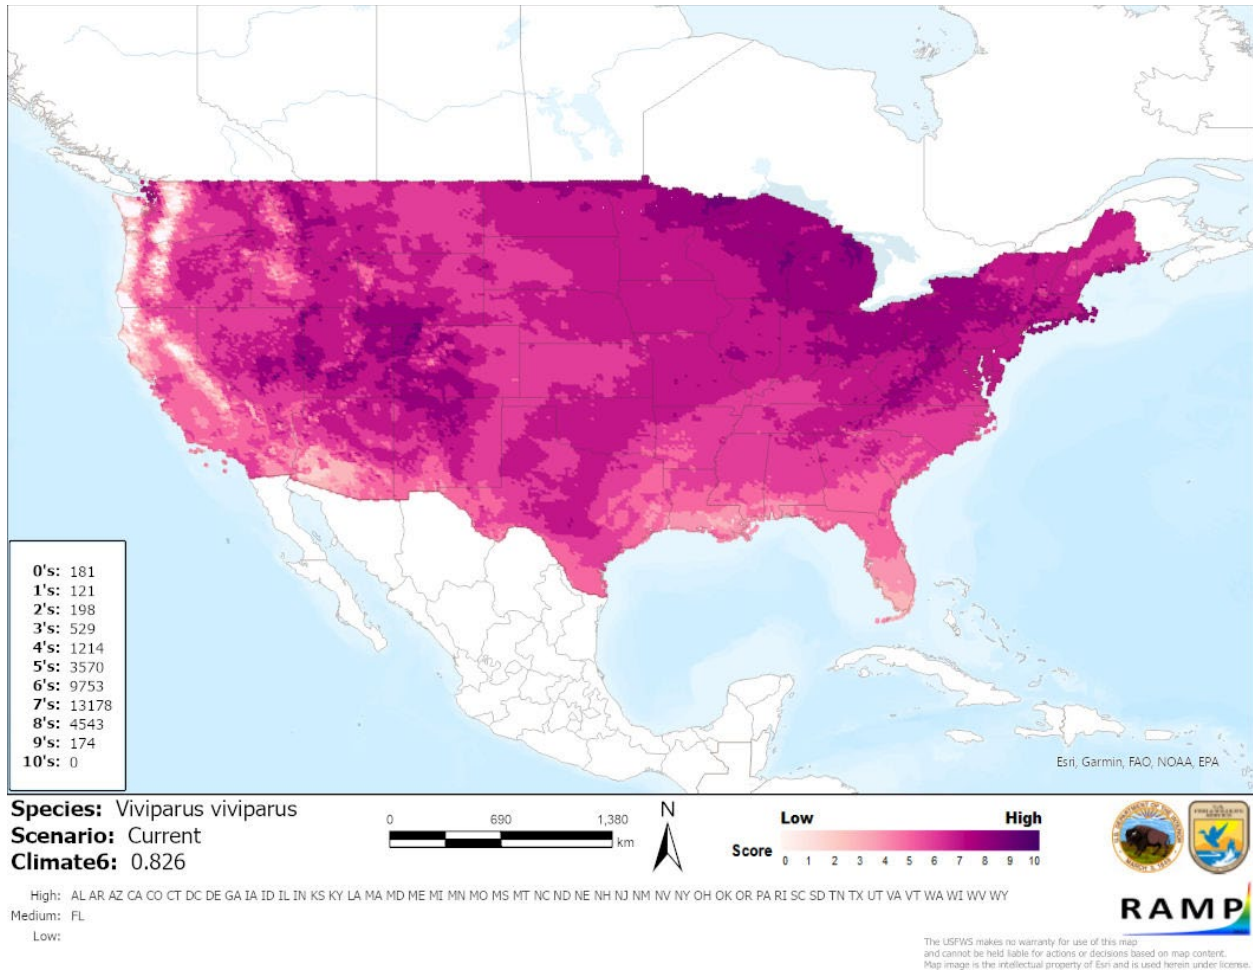 0's: 181
1's: 121
2's: 198
3's: 529
4's: 1214
5's: 3570
6's: 9753
7's: 13178
8's: 4543
9's: 174
10's: 0
Esri, Garmin, FAO, NOAA, EPA
Species: Viviparus viviparus
Scenario: Current
Climate6: 0.826
0 690 1,380
km
N
Low High
Score 0 1 2 3 4 5 6 7 8 9 10
High: AL AR AZ CA CO CT DC DE GA IA ID IL IN KS KY LA MA MD ME MI MN MO MS MT NC ND NE NH NJ NM NV NY OH OK OR PA RI SC SD TN TX UT VA VT WA WI WV WY
Medium: FL
Low:
RAMP
The USFWS makes no warranty for use of this map
and cannot be held liable for actions or decisions based on map content.
Map image is the intellectual property of Esri and is used herein under license.